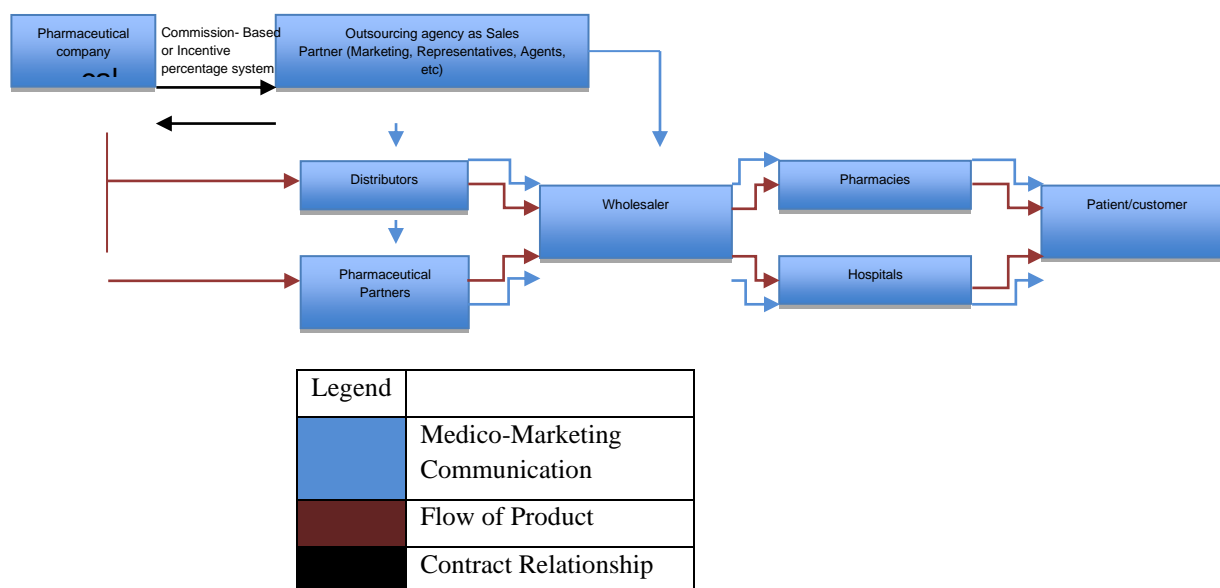 Pharmaceutical
company
Commission- Based
or Incentive
percentage system
Outsourcing agency as Sales
Partner (Marketing, Representatives, Agents,
etc)
Distributors
Pharmaceutical
Partners
Wholesaler
Pharmacies
Hospitals
Patient/customer
Legend
Medico-Marketing
Communication
Flow of Product
Contract Relationship